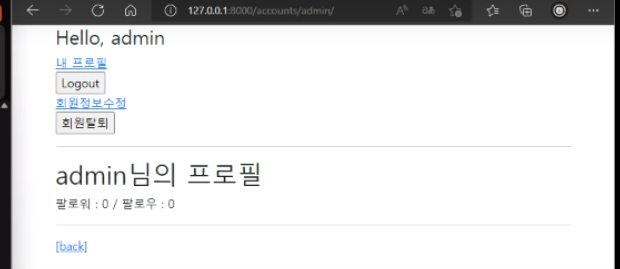 127.0.0.1:8000/accounts/admin/
Hello, admin
내 프로필
Logout
회원정보수정
회원탈퇴
admin님의 프로필
팔로워 : 0 / 팔로우 : 0
[back]